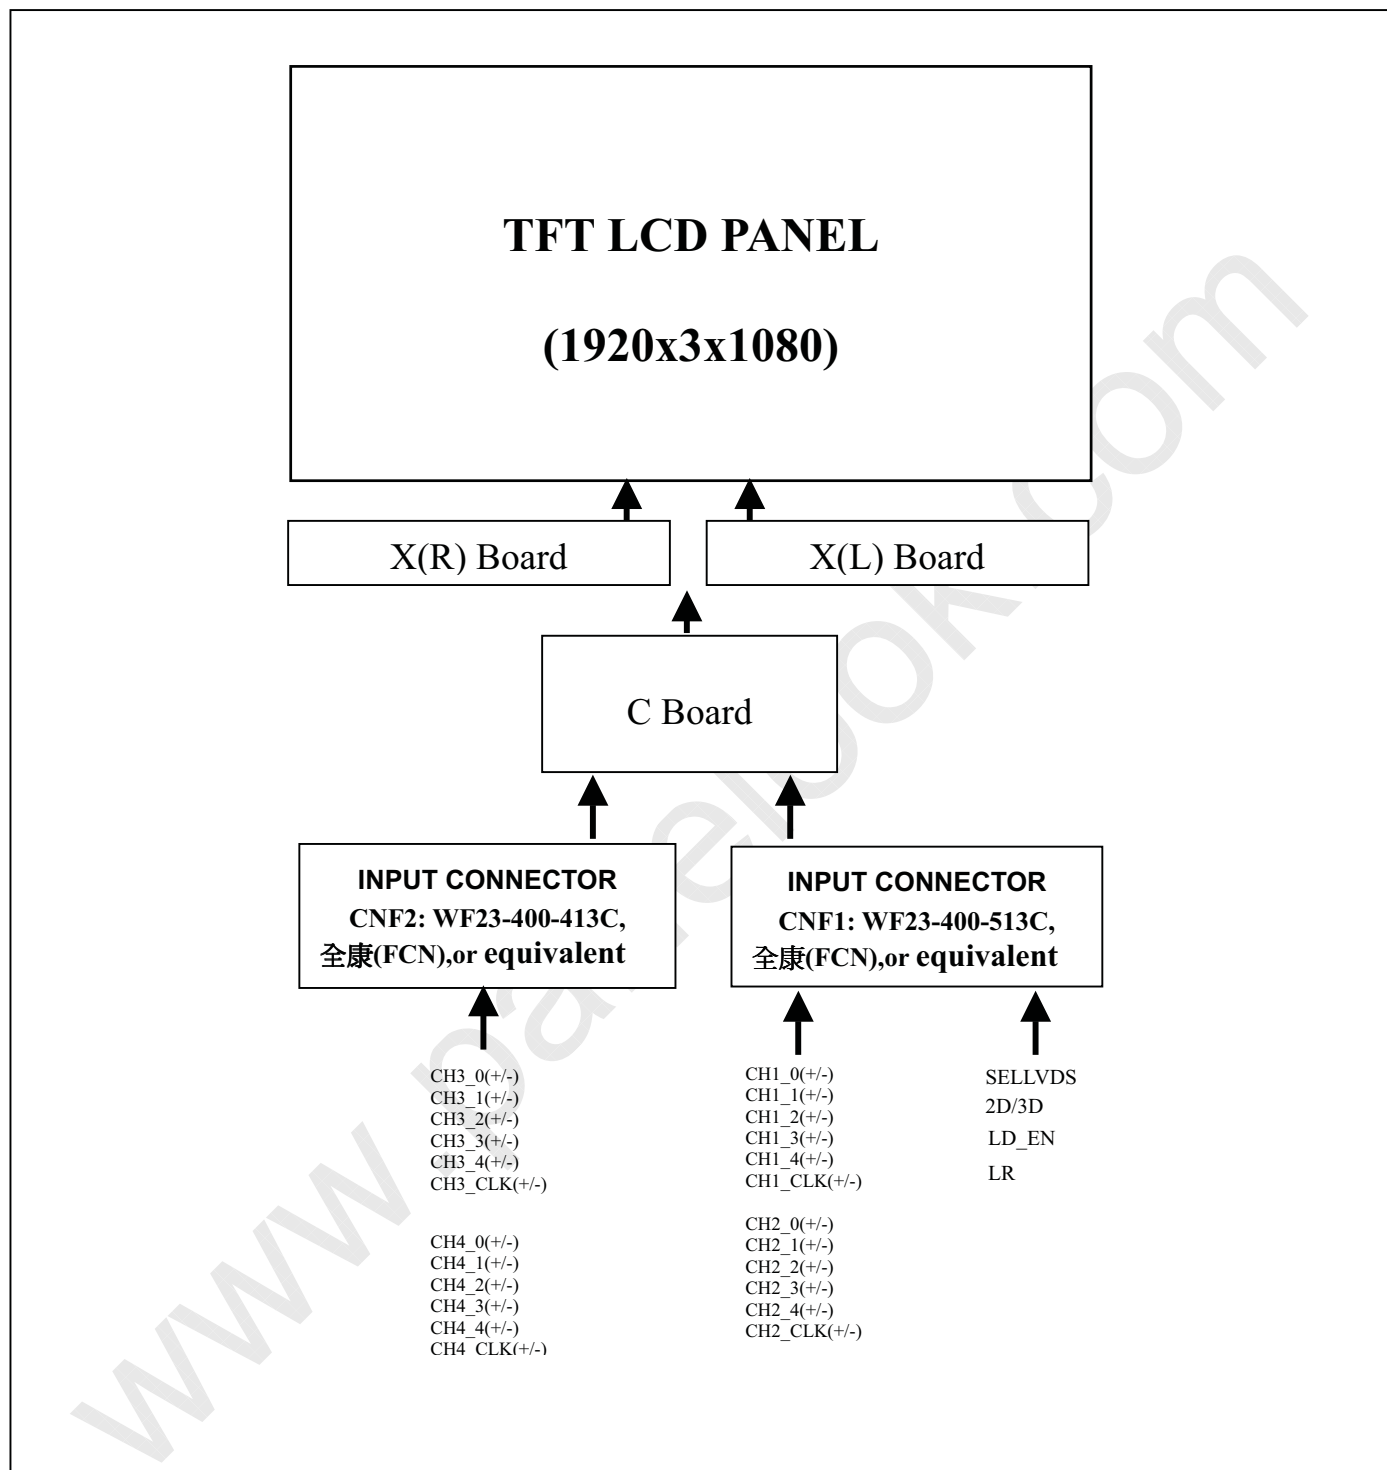 TFT LCD PANEL
(1920x3x1080)
X(R) Board
X(L) Board
C Board
INPUT CONNECTOR
CNF2: WF23-400-413C,
全康(FCN),or equivalent
INPUT CONNECTOR
CNF1: WF23-400-513C,
全康(FCN),or equivalent
CH3_0(+/-)
CH3_1(+/-)
CH3_2(+/-)
CH3_3(+/-)
CH3_4(+/-)
CH3_CLK(+/-)
CH4_0(+/-)
CH4_1(+/-)
CH4_2(+/-)
CH4_3(+/-)
CH4_4(+/-)
CH4_CLK(+/-)
CH1_0(+/-)
CH1_1(+/-)
CH1_2(+/-)
CH1_3(+/-)
CH1_4(+/-)
CH1_CLK(+/-)
CH2_0(+/-)
CH2_1(+/-)
CH2_2(+/-)
CH2_3(+/-)
CH2_4(+/-)
CH2_CLK(+/-)
SELLVDS
2D/3D
LD_EN
LR
www.panelbook.com